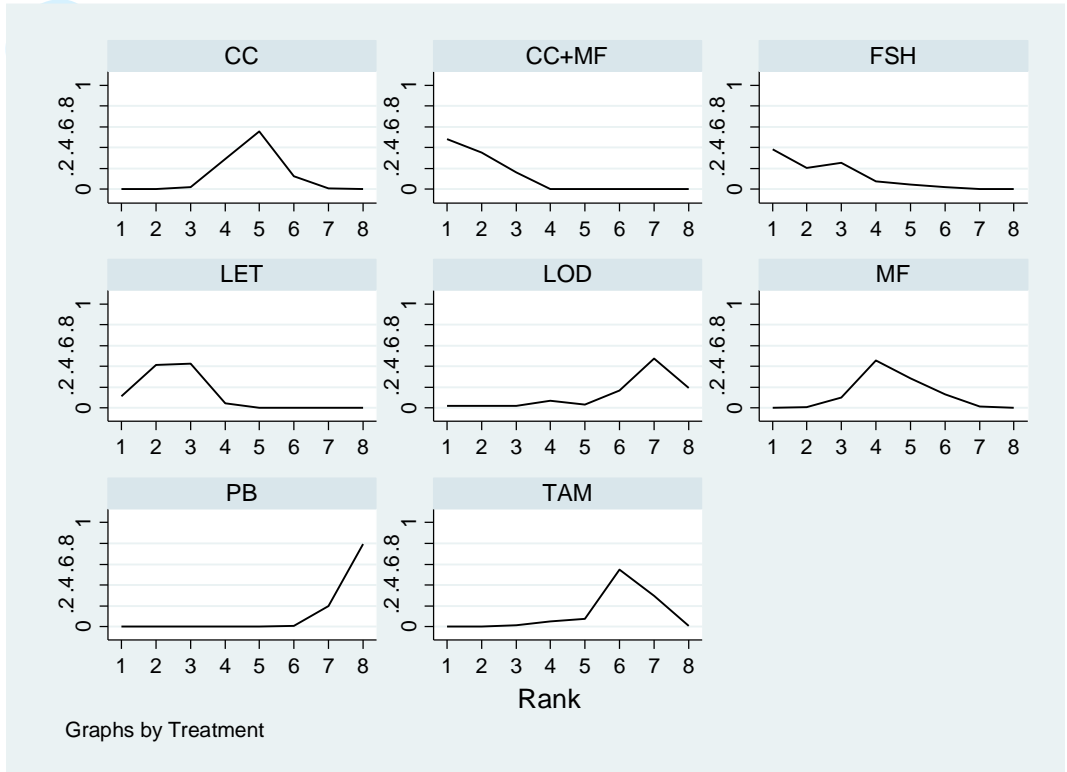 CC
CC+MF
FSH
0 .2 .4 .6 .8 1
0 .2 .4 .6 .8 1
0 .2 .4 .6 .8 1
1 2 3 4 5 6 7 8
1 2 3 4 5 6 7 8
1 2 3 4 5 6 7 8
LET
LOD
MF
0 .2 .4 .6 .8 1
0 .2 .4 .6 .8 1
0 .2 .4 .6 .8 1
1 2 3 4 5 6 7 8
1 2 3 4 5 6 7 8
1 2 3 4 5 6 7 8
PB
TAM
0 .2 .4 .6 .8 1
0 .2 .4 .6 .8 1
1 2 3 4 5 6 7 8
1 2 3 4 5 6 7 8
Rank
Graphs by Treatment